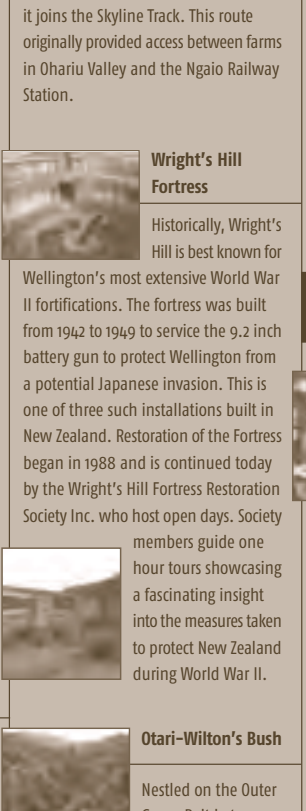 it joins the Skyline Track. This route
originally provided access between farms
in Ohariu Valley and the Ngaio Railway
Station.
Wright's Hill
Fortress
Historically, Wright's
Hill is best known for
Wellington's most extensive World War
II fortifications. The fortress was built
from 1942 to 1949 to service the 9.2 inch
battery gun to protect Wellington from
a potential Japanese invasion. This is
one of three such installations built in
New Zealand. Restoration of the Fortress
began in 1988 and is continued today
by the Wright's Hill Fortress Restoration
Society Inc. who host open days. Society
members guide one
hour tours showcasing
a fascinating insight
into the measures taken
to protect New Zealand
during World War II.
Otari–Wilton's Bush
Nestled on the Outer